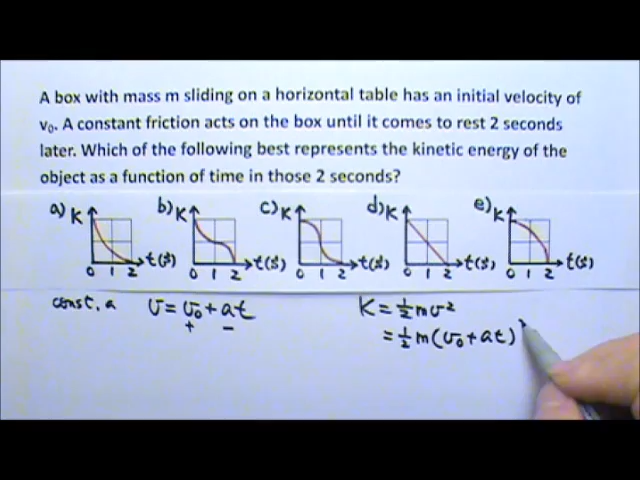 A box with mass m sliding on a horizontal table has an initial velocity of
v₀. A constant friction acts on the box until it comes to rest 2 seconds
later. Which of the following best represents the kinetic energy of the
object as a function of time in those 2 seconds?
a) K b) K c) K d) K e) K
0 1 2 t(s) 0 1 2 t(s) 0 1 2 t(s) 0 1 2 t(s) 0 1 2 t(s)
const. a v = v₀ + at K = ½mv²
+ −
= ½m(v₀ + at)